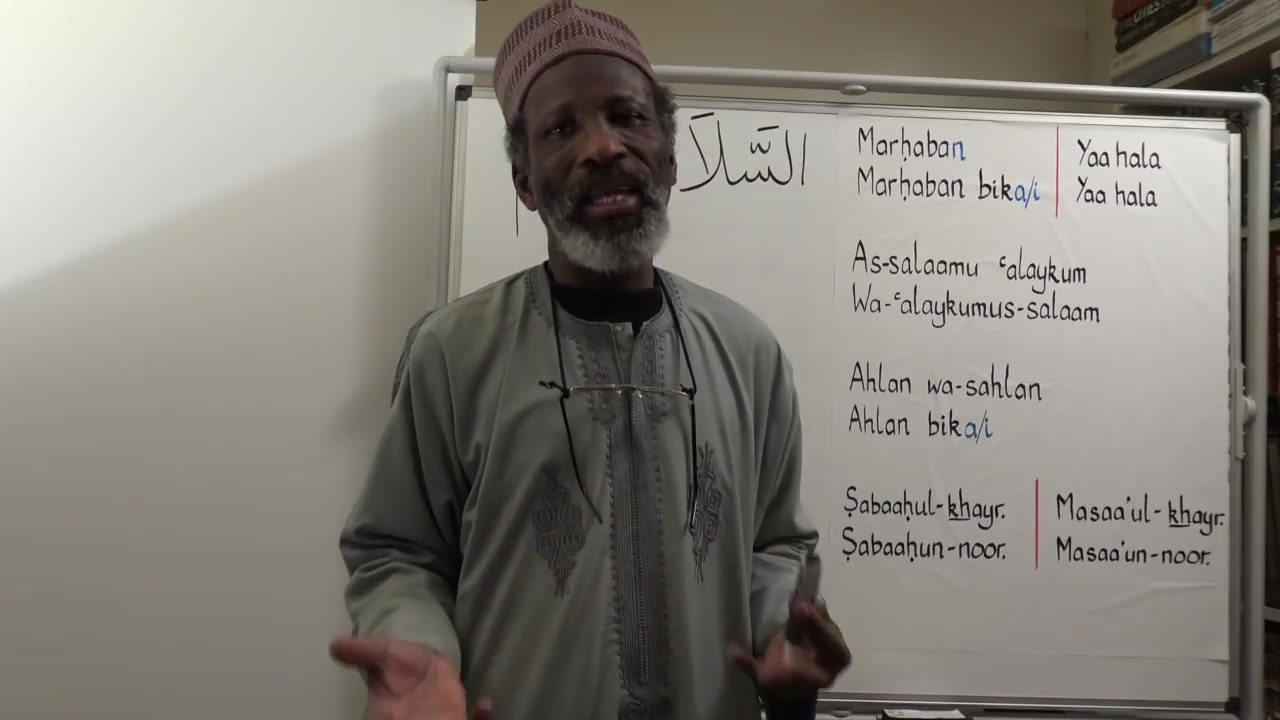 السَّلاَ
Marḥaban
Marḥaban bika/i
Yaa hala
Yaa hala
As-salaamu ʿalaykum
Wa-ʿalaykumus-salaam
Ahlan wa-sahlan
Ahlan bika/i
Ṣabaaḥul-khayr.
Ṣabaaḥun-noor.
Masaa'ul-khayr.
Masaa'un-noor.